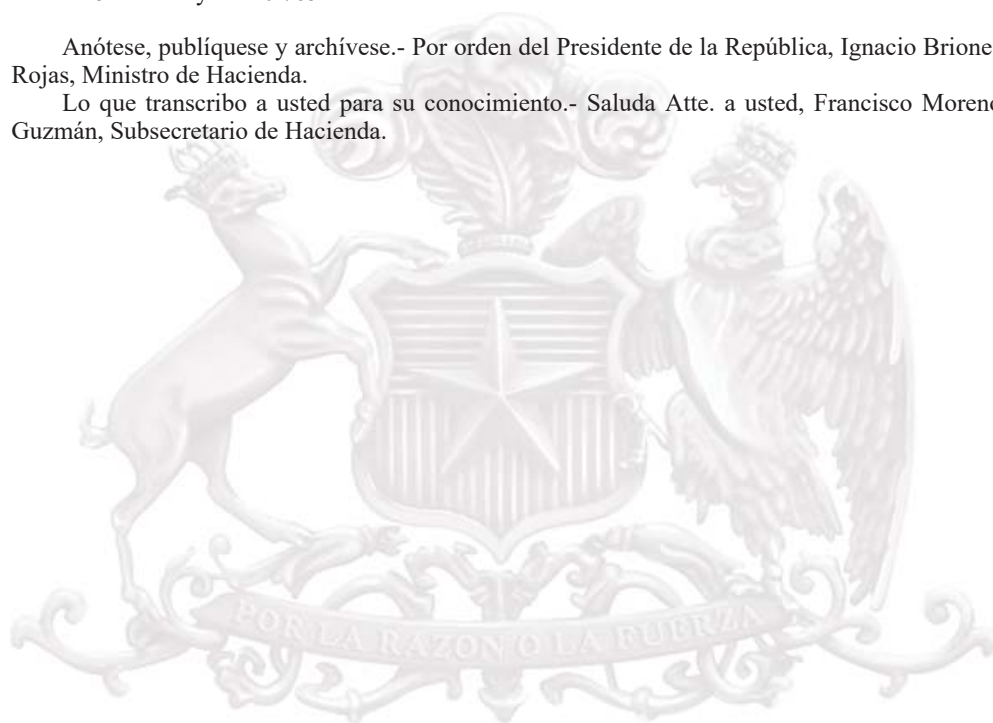 Anótese, publíquese y archívese.- Por orden del Presidente de la República, Ignacio Brione
Rojas, Ministro de Hacienda.
Lo que transcribo a usted para su conocimiento.- Saluda Atte. a usted, Francisco Moren
Guzmán, Subsecretario de Hacienda.
POR LA RAZON O LA FUERZA